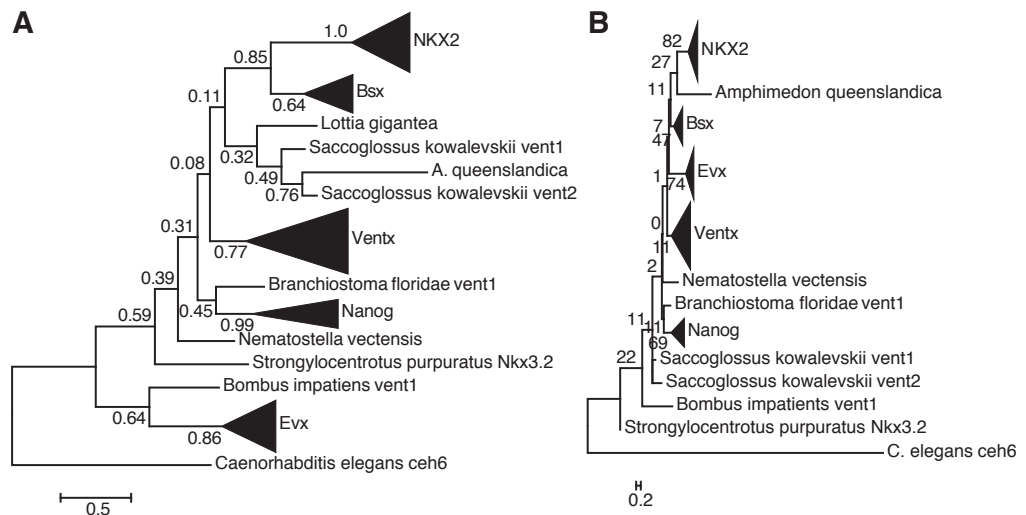 A
1.0
NKX2
0.85
0.64
Bsx
0.11
Lottia gigantea
0.32
Saccoglossus kowalevskii vent1
0.49
A. queenslandica
0.76
Saccoglossus kowalevskii vent2
0.08
0.77
Ventx
0.31
Branchiostoma floridae vent1
0.45
0.99
Nanog
0.39
Nematostella vectensis
0.59
Strongylocentrotus purpuratus Nkx3.2
Bombus impatiens vent1
0.64
0.86
Evx
Caenorhabditis elegans ceh6
0.5
B
82
NKX2
27
Amphimedon queenslandica
11
7
Bsx
47
Evx
1
74
0
Ventx
11
2
Nematostella vectensis
Branchiostoma floridae vent1
11
11
Nanog
69
Saccoglossus kowalevskii vent1
22
Saccoglossus kowalevskii vent2
Bombus impatients vent1
Strongylocentrotus purpuratus Nkx3.2
C. elegans ceh6
0.2